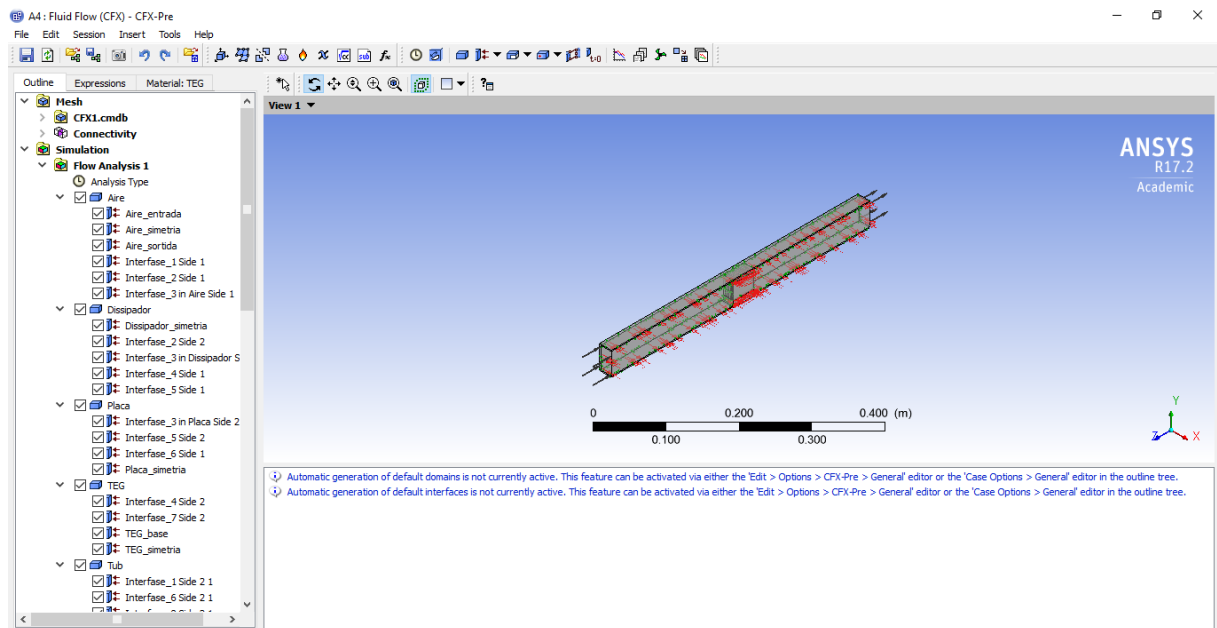 A4 : Fluid Flow (CFX) - CFX-Pre
File Edit Session Insert Tools Help
Outline Expressions Material: TEG
View 1
Mesh
CFX1.cmdb
Connectivity
Simulation
Flow Analysis 1
Analysis Type
Aire
Aire_entrada
Aire_simetria
Aire_sortida
Interfase_1 Side 1
Interfase_2 Side 1
Interfase_3 in Aire Side 1
Dissipador
Dissipador_simetria
Interfase_2 Side 2
Interfase_3 in Dissipador S
Interfase_4 Side 1
Interfase_5 Side 1
Placa
Interfase_3 in Placa Side 2
Interfase_5 Side 2
Interfase_6 Side 1
Placa_simetria
TEG
Interfase_4 Side 2
Interfase_7 Side 2
TEG_base
TEG_simetria
Tub
Interfase_1 Side 2 1
Interfase_6 Side 2 1
ANSYS
R17.2
Academic
0 0.200 0.400 (m)
0.100 0.300
Y
Z X
Automatic generation of default domains is not currently active. This feature can be activated via either the 'Edit > Options > CFX-Pre > General' editor or the 'Case Options > General' editor in the outline tree.
Automatic generation of default interfaces is not currently active. This feature can be activated via either the 'Edit > Options > CFX-Pre > General' editor or the 'Case Options > General' editor in the outline tree.